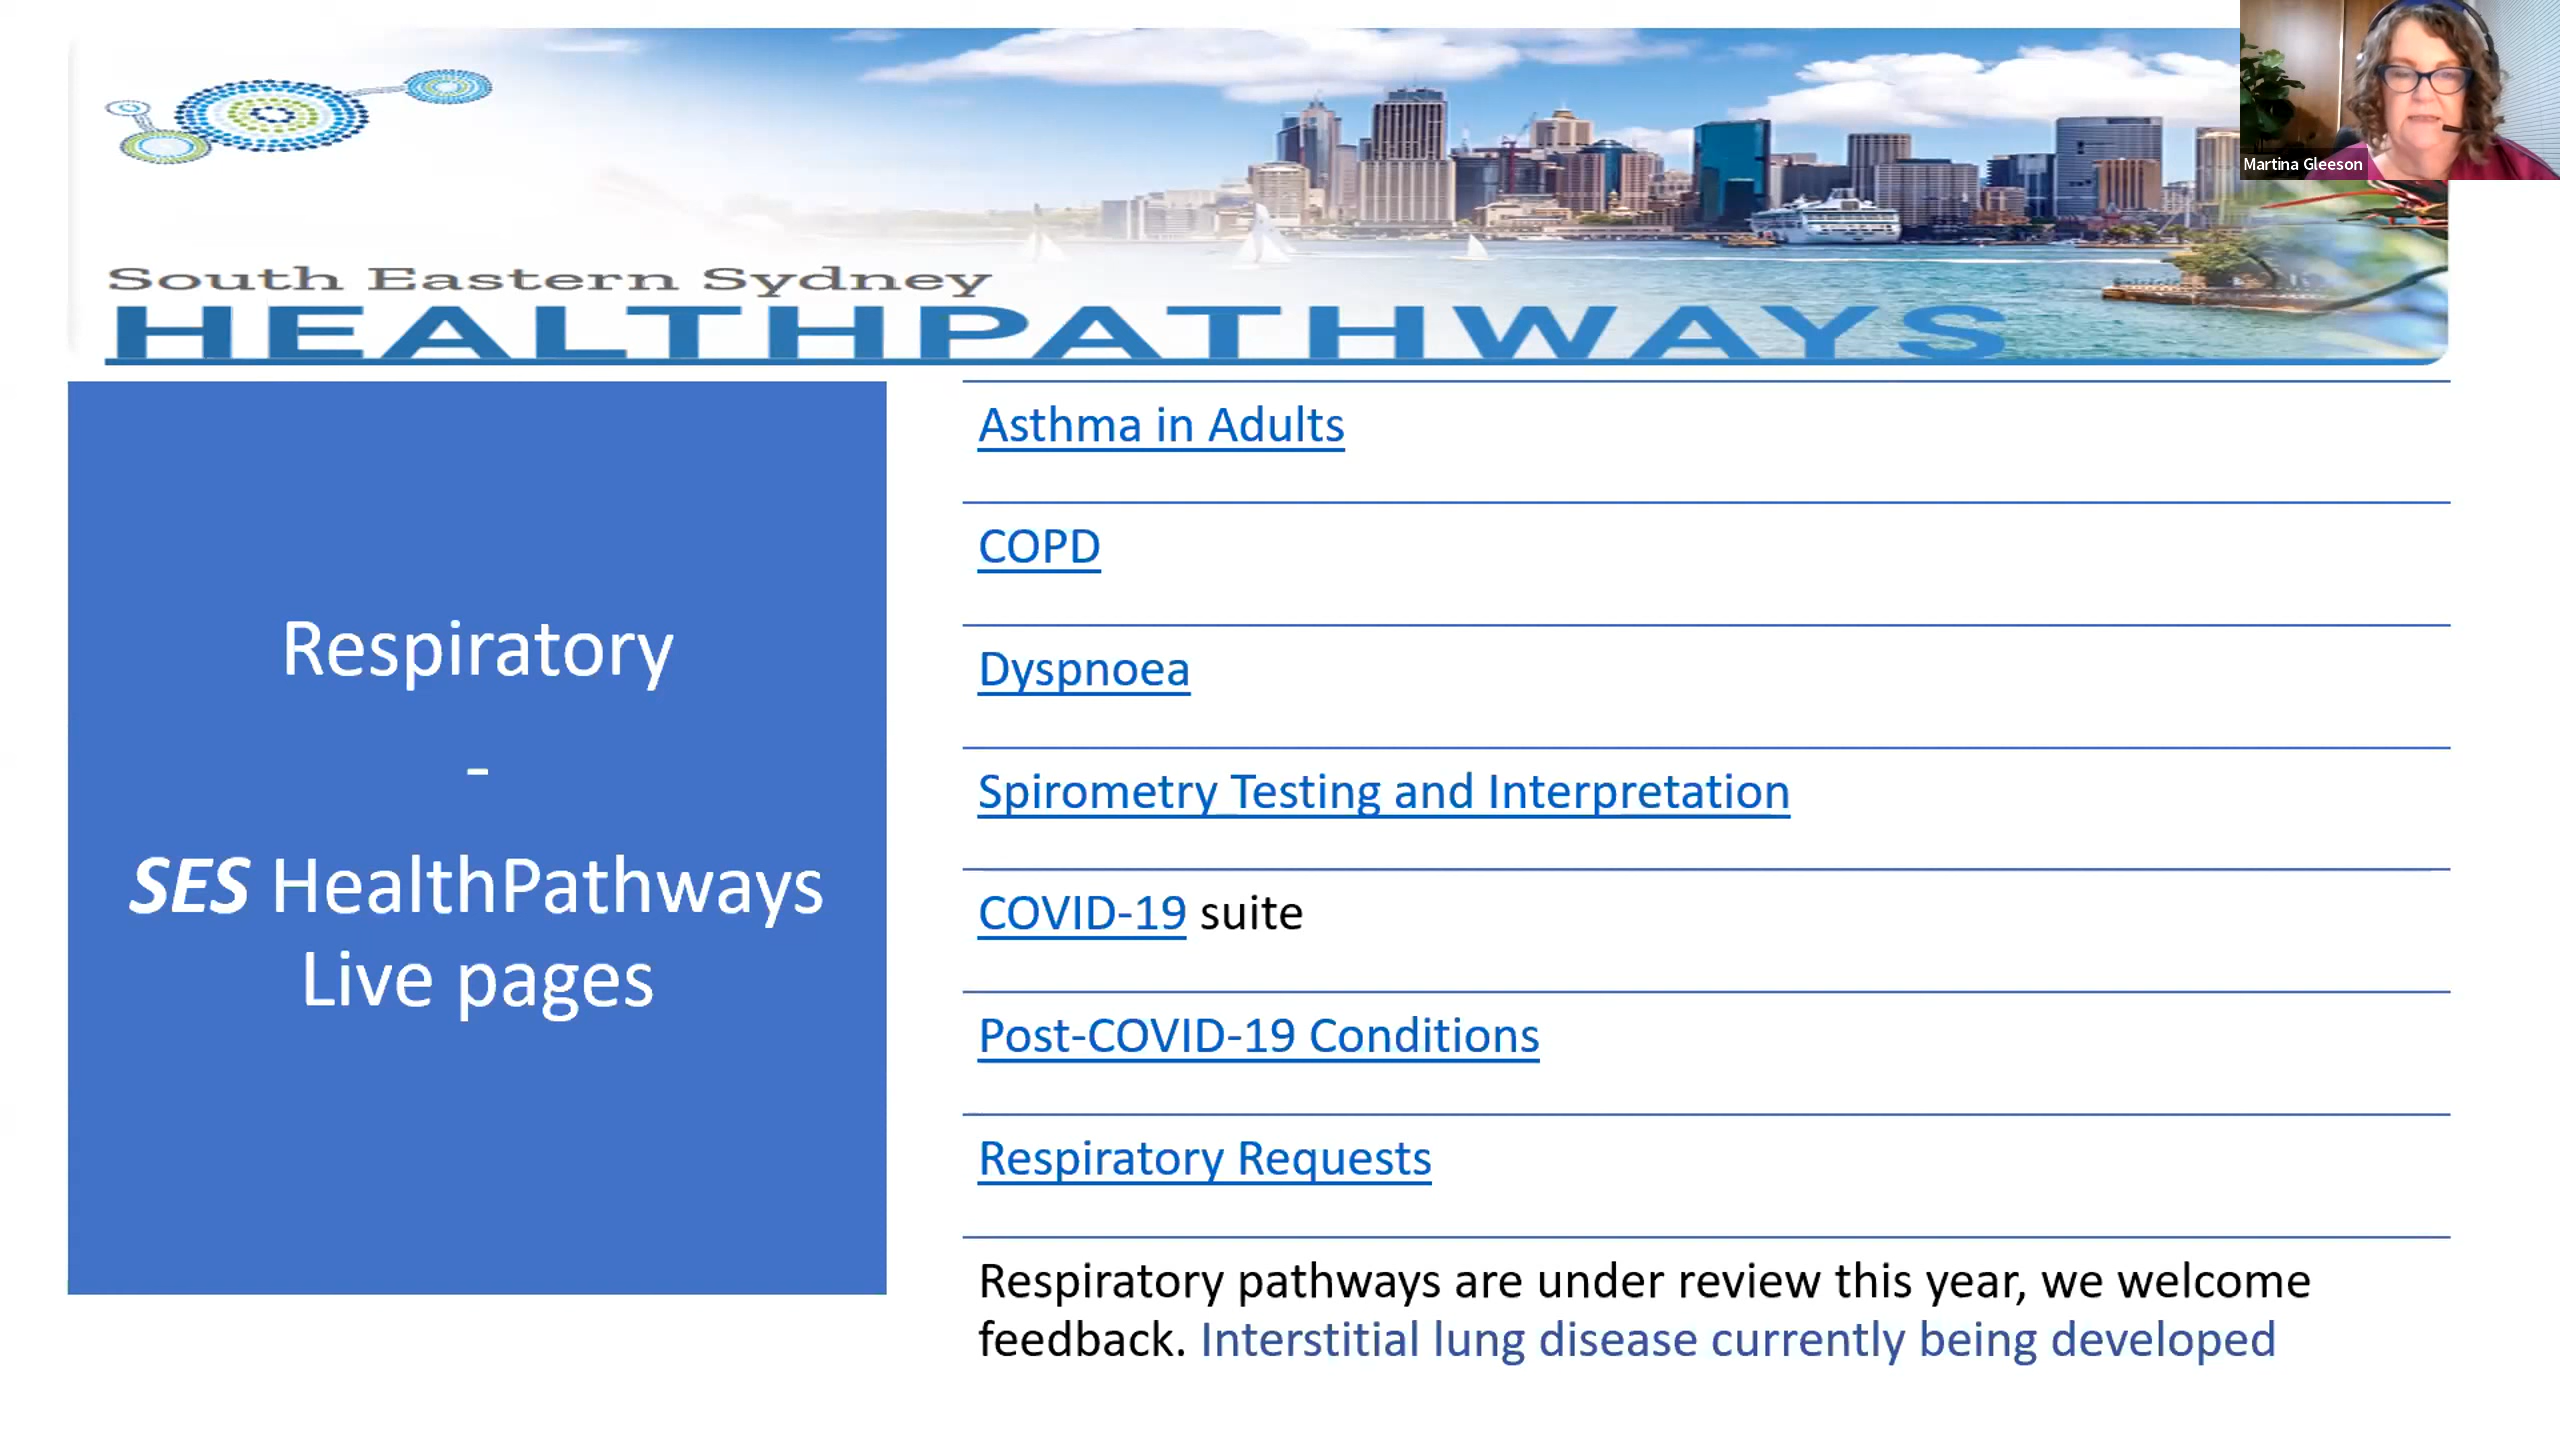 Martina Gleeson
South Eastern Sydney
HEALTHPATHWAYS
Respiratory
-
SES HealthPathways
Live pages
Asthma in Adults
COPD
Dyspnoea
Spirometry Testing and Interpretation
COVID-19 suite
Post-COVID-19 Conditions
Respiratory Requests
Respiratory pathways are under review this year, we welcome
feedback. Interstitial lung disease currently being developed